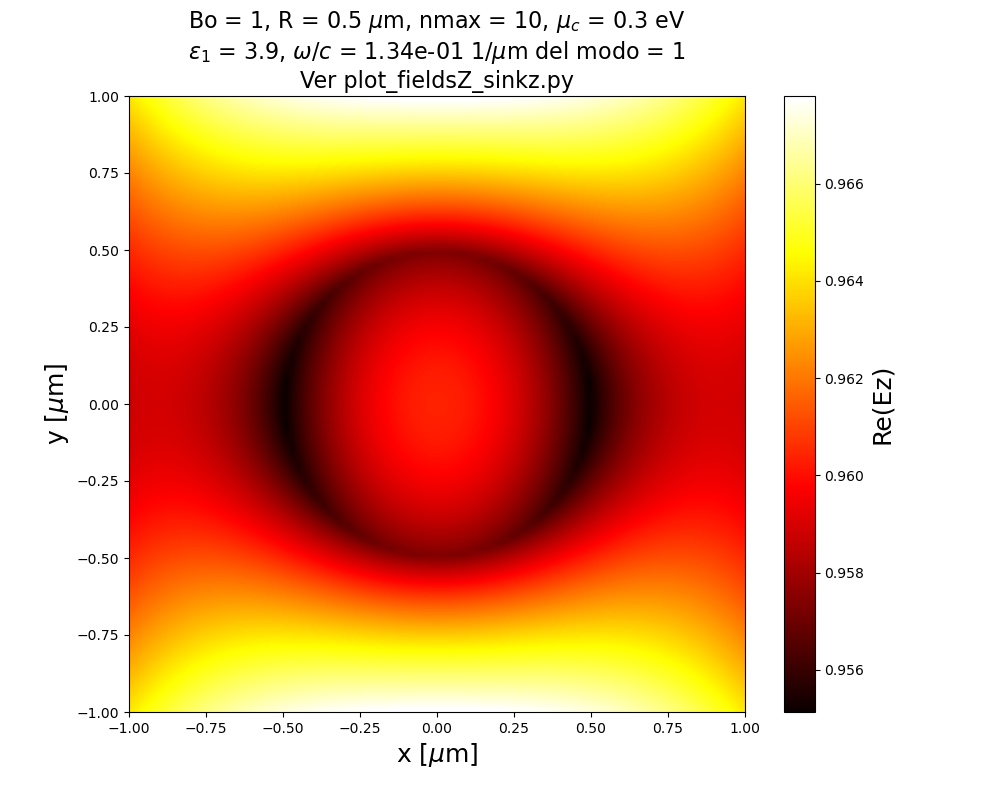 Bo = 1, R = 0.5 μm, nmax = 10, μc = 0.3 eV
ε1 = 3.9, ω/c = 1.34e-01 1/μm del modo = 1
Ver plot_fieldsZ_sinkz.py
1.00
0.75
0.50
0.25
0.00
−0.25
−0.50
−0.75
−1.00
y [μm]
−1.00 −0.75 −0.50 −0.25 0.00 0.25 0.50 0.75 1.00
x [μm]
0.966
0.964
0.962
0.960
0.958
0.956
Re(Ez)